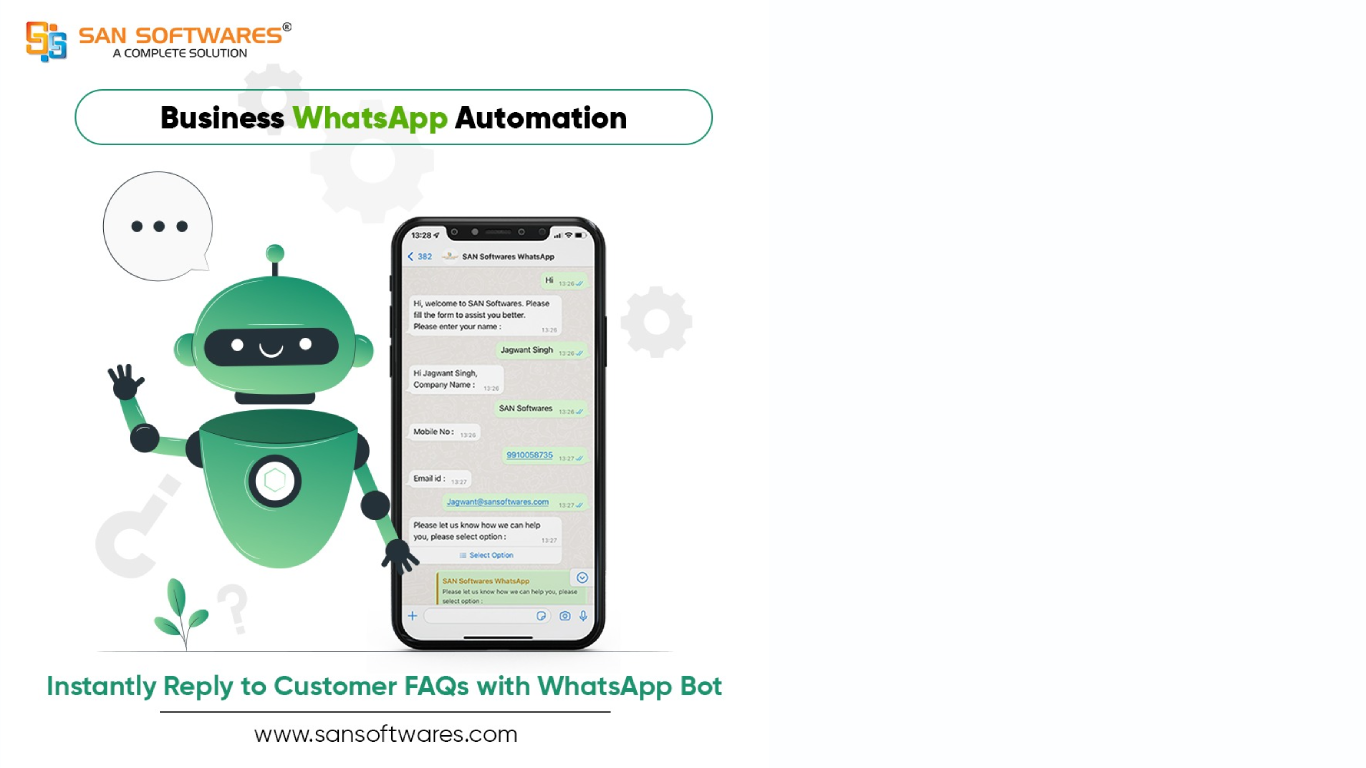 SAN SOFTWARES®
A COMPLETE SOLUTION
Business WhatsApp Automation
13:28
382 SAN Softwares WhatsApp
Hi 13:26
Hi, welcome to SAN Softwares. Please
fill the form to assist you better.
Please enter your name : 13:26
Jagwant Singh 13:26
Hi Jagwant Singh,
Company Name : 13:26
SAN Softwares 13:26
Mobile No : 13:26
9910058735 13:27
Email id : 13:27
Jagwant@sansoftwares.com 13:27
Please let us know how we can help
you, please select option : 13:27
Select Option
SAN Softwares WhatsApp
Please let us know how we can help you, please
select option :
?
Instantly Reply to Customer FAQs with WhatsApp Bot
www.sansoftwares.com